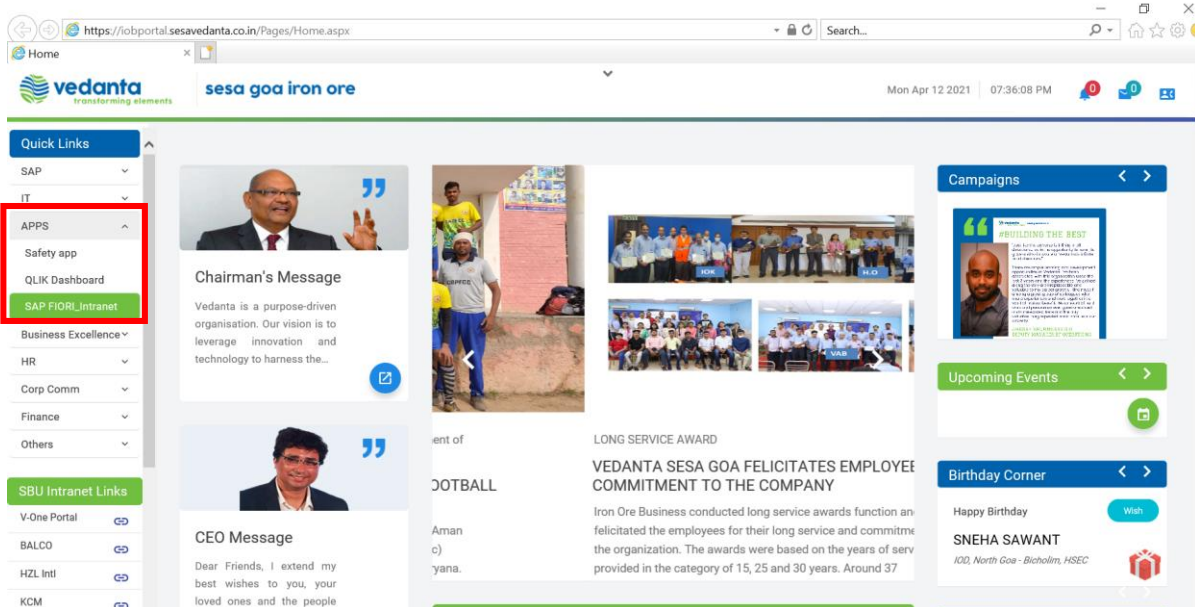 https://iobportal.sesavedanta.co.in/Pages/Home.aspx
Search...
Home
vedanta
transforming elements
sesa goa iron ore
Mon Apr 12 2021
07:36:08 PM
0
0
Quick Links
SAP
IT
APPS
Safety app
QLIK Dashboard
SAP FIORI_Intranet
Business Excellence
HR
Corp Comm
Finance
Others
SBU Intranet Links
V-One Portal
BALCO
HZL Intl
KCM
Chairman's Message
Vedanta is a purpose-driven
organisation. Our vision is to
leverage innovation and
technology to harness the...
CEO Message
Dear Friends, I extend my
best wishes to you, your
loved ones and the people
IOK
H.O
VAB
ent of
OOTBALL
Aman
c)
ryana.
LONG SERVICE AWARD
VEDANTA SESA GOA FELICITATES EMPLOYEE
COMMITMENT TO THE COMPANY
Iron Ore Business conducted long service awards function an
felicitated the employees for their long service and commitme
the organization. The awards were based on the years of serv
provided in the category of 15, 25 and 30 years. Around 37
Campaigns
#BUILDING THE BEST
Upcoming Events
Birthday Corner
Happy Birthday
Wish
SNEHA SAWANT
IOD, North Goa - Bicholim, HSEC